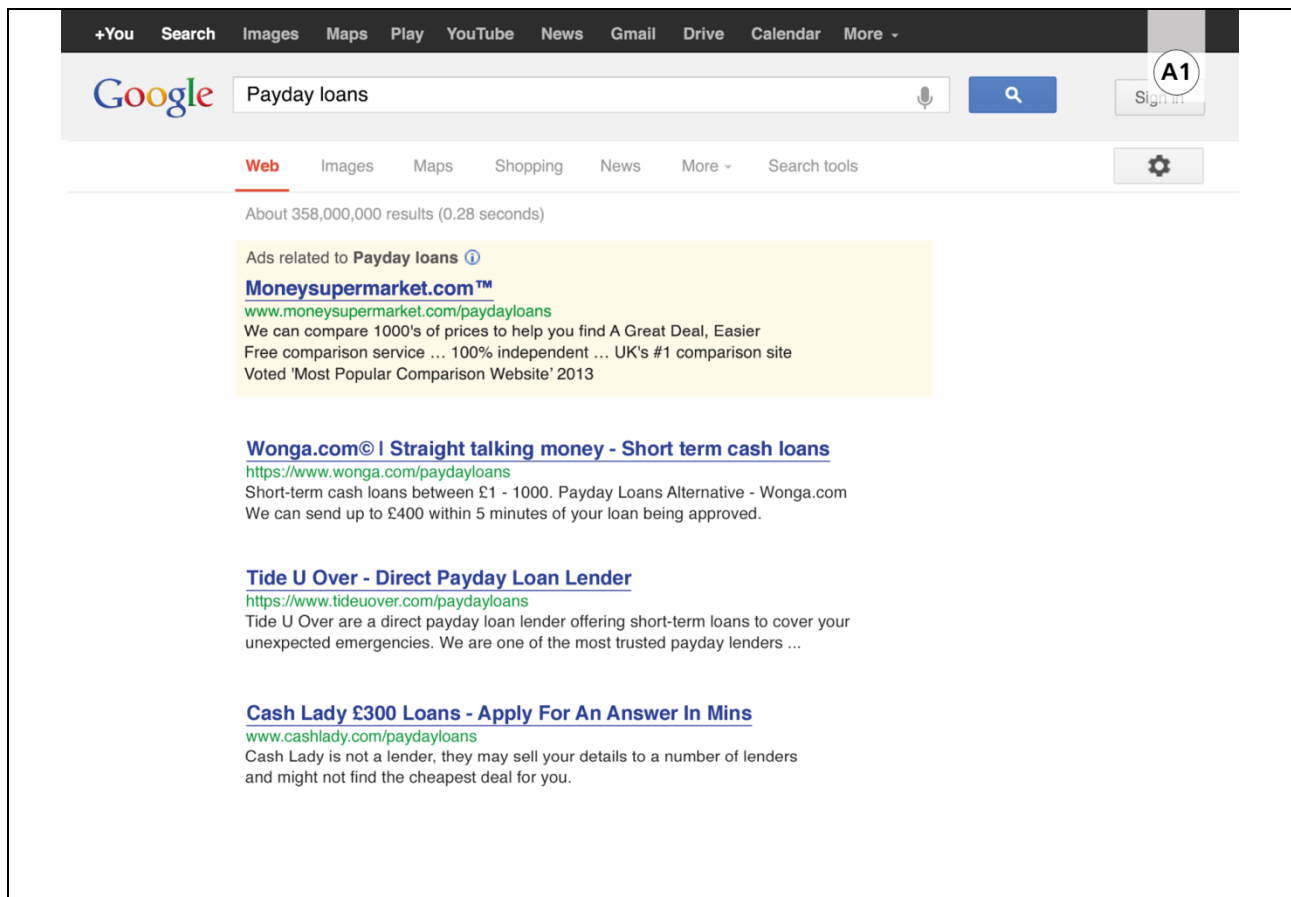 +You Search Images Maps Play YouTube News Gmail Drive Calendar More
A1
Google Payday loans Sign in
Web Images Maps Shopping News More Search tools
About 358,000,000 results (0.28 seconds)
Ads related to Payday loans
Moneysupermarket.com™
www.moneysupermarket.com/paydayloans
We can compare 1000's of prices to help you find A Great Deal, Easier
Free comparison service … 100% independent … UK's #1 comparison site
Voted 'Most Popular Comparison Website’ 2013
Wonga.com© I Straight talking money - Short term cash loans
https://www.wonga.com/paydayloans
Short-term cash loans between £1 - 1000. Payday Loans Alternative - Wonga.com
We can send up to £400 within 5 minutes of your loan being approved.
Tide U Over - Direct Payday Loan Lender
https://www.tideuover.com/paydayloans
Tide U Over are a direct payday loan lender offering short-term loans to cover your
unexpected emergencies. We are one of the most trusted payday lenders ...
Cash Lady £300 Loans - Apply For An Answer In Mins
www.cashlady.com/paydayloans
Cash Lady is not a lender, they may sell your details to a number of lenders
and might not find the cheapest deal for you.